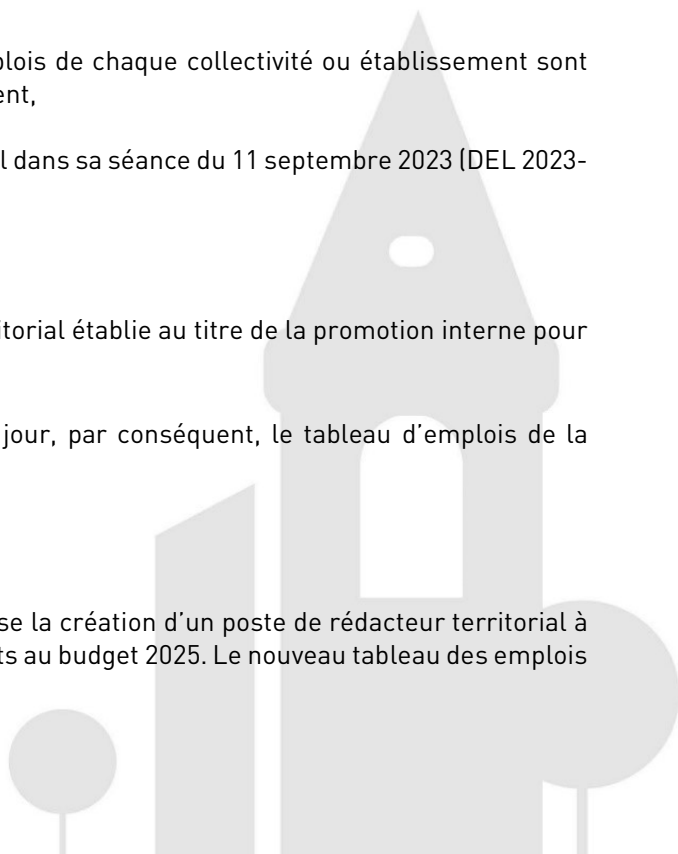 plois de chaque collectivité ou établissement sont
ent,
l dans sa séance du 11 septembre 2023 (DEL 2023-
itorial établie au titre de la promotion interne pour
jour, par conséquent, le tableau d’emplois de la
se la création d’un poste de rédacteur territorial à
ts au budget 2025. Le nouveau tableau des emplois